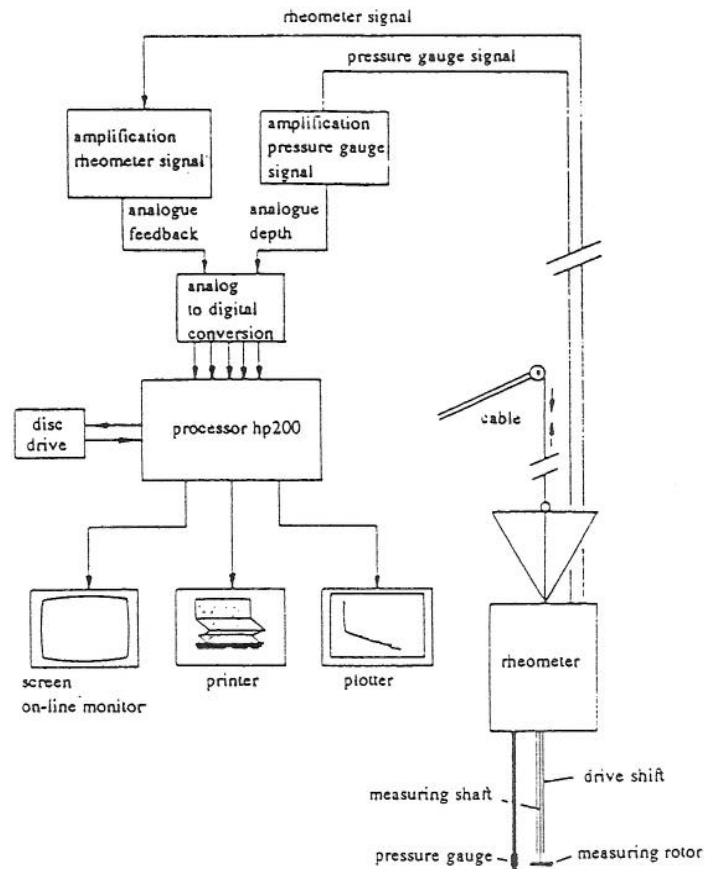 rheometer signal
pressure gauge signal
amplification
rheometer signal
amplification
pressure gauge
signal
analogue
feedback
analogue
depth
analog
to digital
conversion
disc
drive
processor hp200
cable
screen
on-line monitor
printer
plotter
rheometer
drive shift
measuring shaft
pressure gauge
measuring rotor